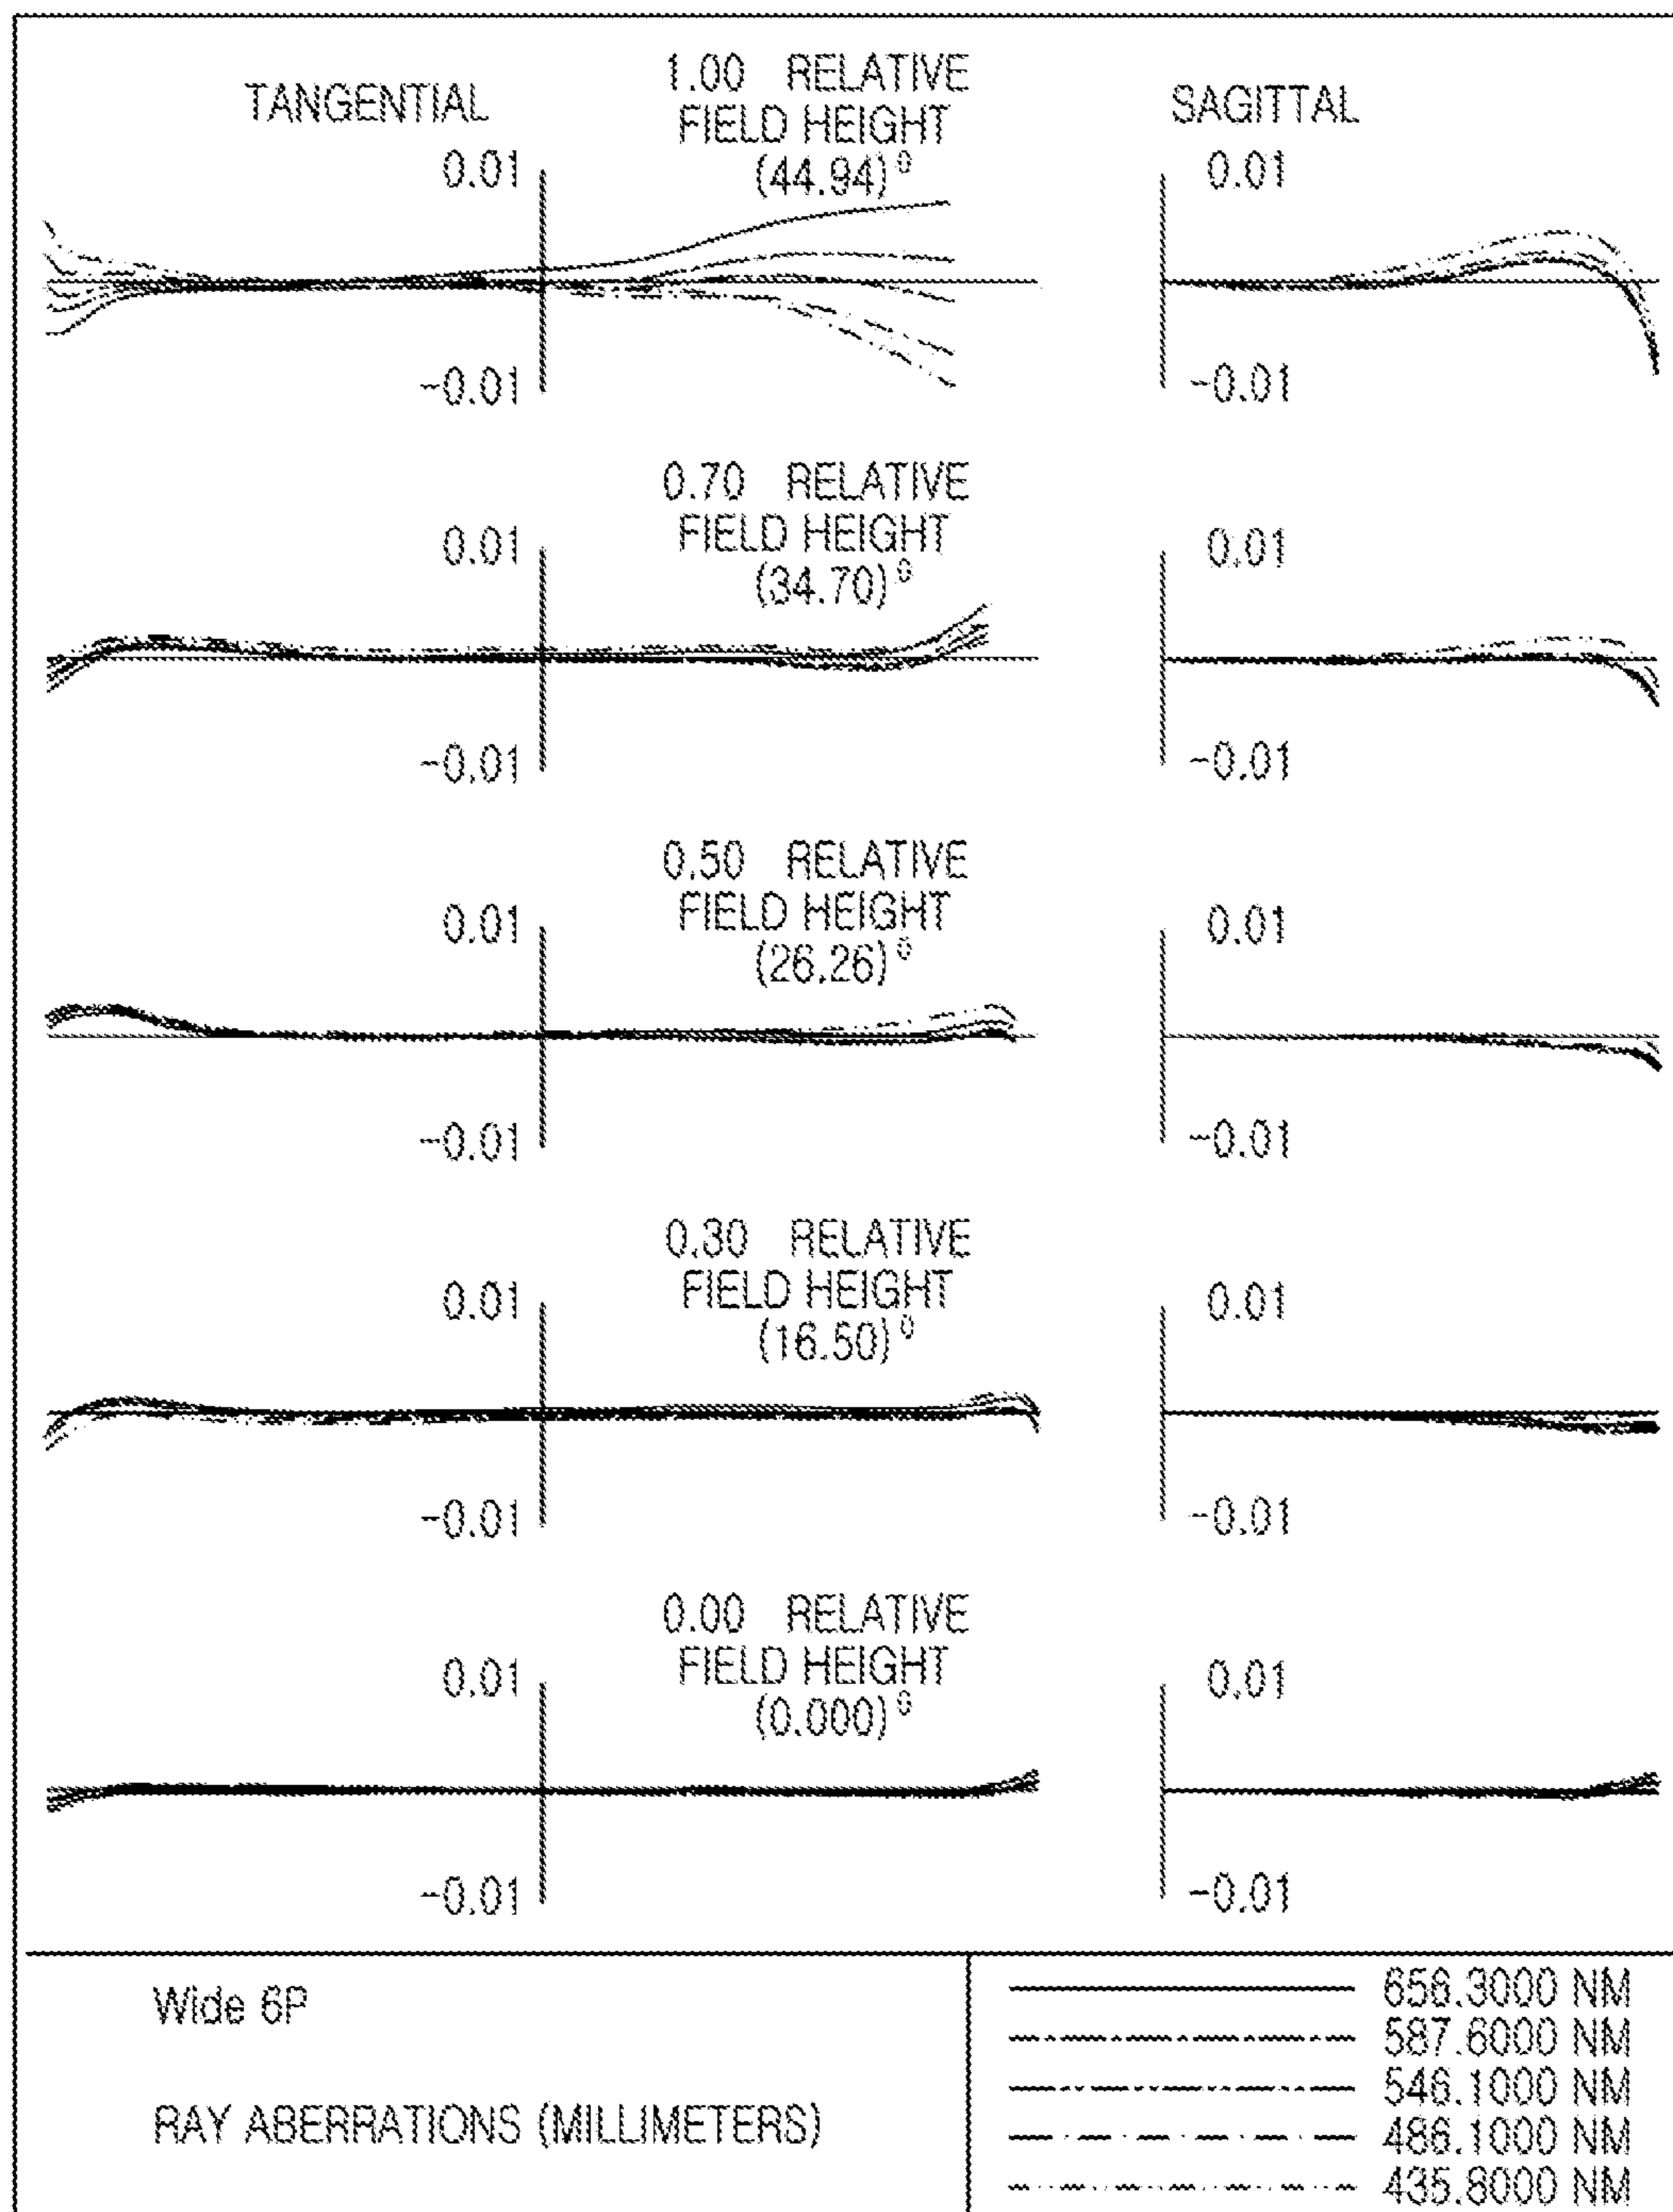 TANGENTIAL
1.00 RELATIVE
FIELD HEIGHT
(44.94)⁰
SAGITTAL
0.01
0.01
-0.01
-0.01
0.70 RELATIVE
FIELD HEIGHT
(34.70)⁰
0.01
0.01
-0.01
-0.01
0.50 RELATIVE
FIELD HEIGHT
(26.26)⁰
0.01
0.01
-0.01
-0.01
0.30 RELATIVE
FIELD HEIGHT
(16.50)⁰
0.01
0.01
-0.01
-0.01
0.00 RELATIVE
FIELD HEIGHT
(0.000)⁰
0.01
0.01
-0.01
-0.01
Wide 6P
RAY ABERRATIONS (MILLIMETERS)
656.3000 NM
587.6000 NM
546.1000 NM
486.1000 NM
435.8000 NM